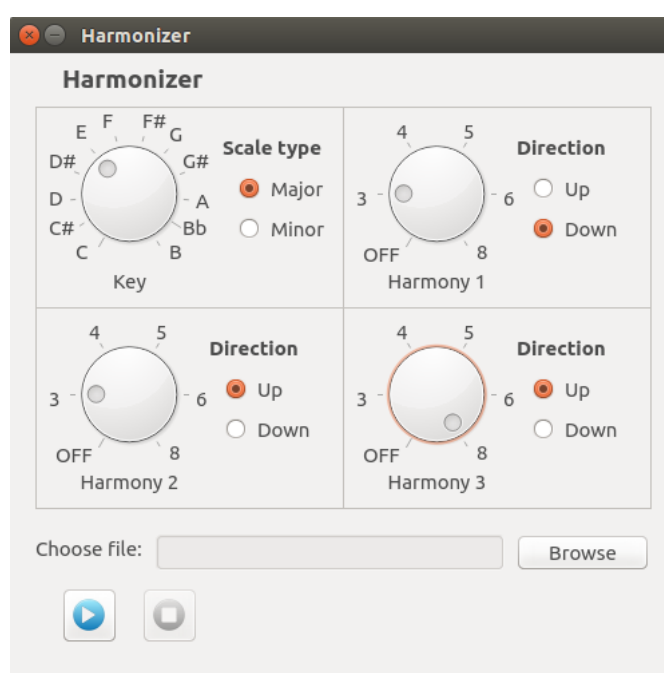 Harmonizer
Harmonizer
E F F# G
D# G#
D A
C# Bb
C B
Key
Scale type
Major
Minor
4 5
3 6
OFF 8
Harmony 1
Direction
Up
Down
4 5
3 6
OFF 8
Harmony 2
Direction
Up
Down
4 5
3 6
OFF 8
Harmony 3
Direction
Up
Down
Choose file:
Browse